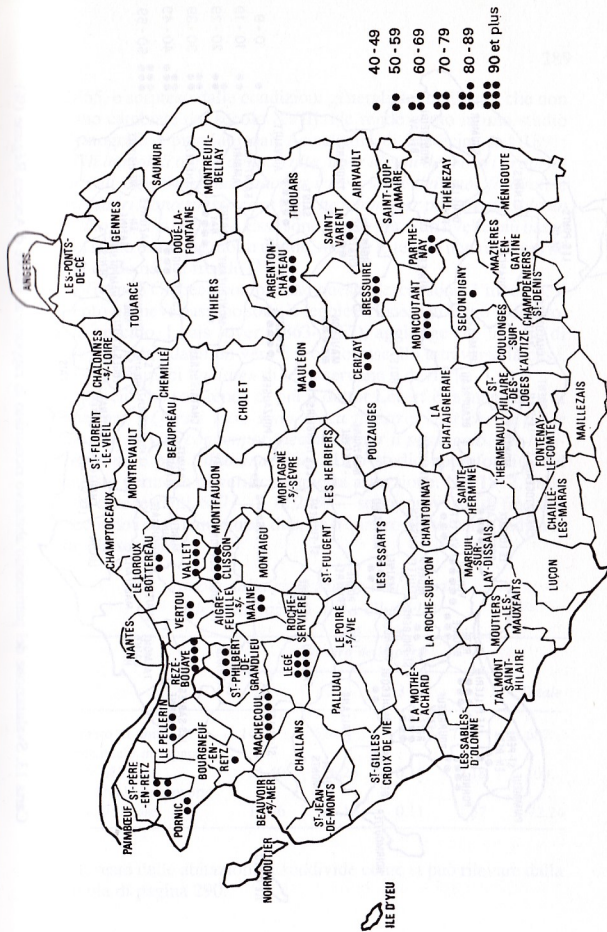 ANGERS
LES-PONTS-
DE-CÉ
GENNES
SAUMUR
MONTREUIL-
BELLAY
DOUÉ-LA-
FONTAINE
TOUARCÉ
CHALONNES
-S/-LOIRE
ST-FLORENT
-LE-VIEIL
CHEMILLÉ
VIHIERS
THOUARS
ARGENTON-
CHÂTEAU
SAINT-
VARENT
AIRVAULT
SAINT-LOUP-
LAMAIRE
THÉNEZAY
MÉNIGOUTE
PARTHE-
NAY
MAZIÈRES
-EN-
GATINE
CHAMPDENIERS-
ST-DENIS
SECONDIGNY
COULONGES
-SUR-
L'AUTIZE
BRESSUIRE
MONCOUTANT
CERIZAY
MAULÉON
CHOLET
BEAUPRÉAU
MONTREVAULT
CHAMPTOCEAUX
MONTFAUCON
MORTAGNE
-S/-SÈVRE
LES HERBIERS
POUZAUGES
LA
CHATAIGNERAIE
ST-
HILAIRE
-DES-
LOGES
MAILLEZAIS
FONTENAY-
LE-COMTE
L'HERMENAULT
SAINTE-
HERMINE
CHAILLÉ-
LES-MARAIS
LUÇON
MAREUIL
-SUR-
LAY-DISSAIS
CHANTONNAY
LES ESSARTS
ST-FULGENT
MONTAIGU
CLISSON
VALLET
LE LOROUX
-BOTTEREAU
VERTOU
AIGRE-
FEUILLE
-S/-
MAINE
ROCHE-
SERVIÈRE
LE POIRÉ
-S/-VIE
LA ROCHE-SUR-YON
MOUTIERS
-LES-
MAUXFAITS
TALMONT
SAINT-
HILAIRE
LA MOTHE-
ACHARD
LES-SABLES-
D'OLONNE
PALLUAU
LEGÉ
ST-PHILBERT
-DE-
GRANDLIEU
REZÉ-
BOUAYE
NANTES
LE PELLERIN
BOURGNEUF
-EN-
RETZ
MACHECOUL
CHALLANS
ST-GILLES
CROIX DE VIE
ST-JEAN
-DE-MONTS
BEAUVOIR
-S/-MER
PORNIC
ST-PÈRE
-EN-RETZ
PAIMBŒUF
NOIRMOUTIER
ILE D'YEU
40-49
50-59
60-69
70-79
80-89
90 et plus